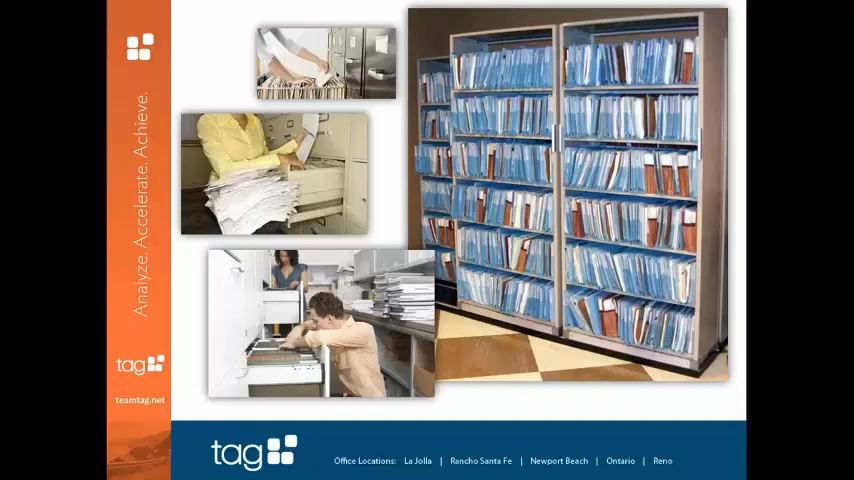 Analyze. Accelerate. Achieve.
tag
teamtag.net
tag
Office Locations: La Jolla | Rancho Santa Fe | Newport Beach | Ontario | Reno